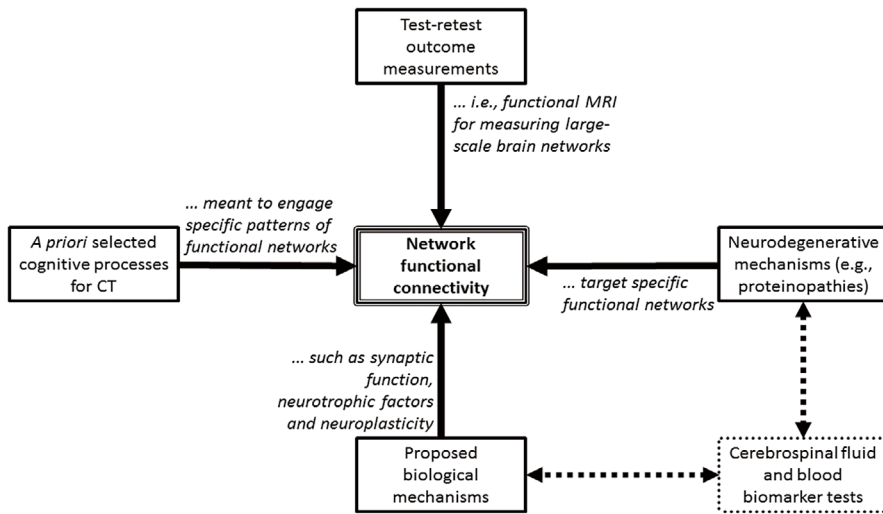 Test-retest
outcome
measurements
... i.e., functional MRI
for measuring large-
scale brain networks
... meant to engage
specific patterns of
functional networks
A priori selected
cognitive processes
for CT
Network
functional
connectivity
Neurodegenerative
mechanisms (e.g.,
proteinopathies)
... target specific
functional networks
... such as synaptic
function,
neurotrophic factors
and neuroplasticity
Proposed
biological
mechanisms
Cerebrospinal fluid
and blood
biomarker tests